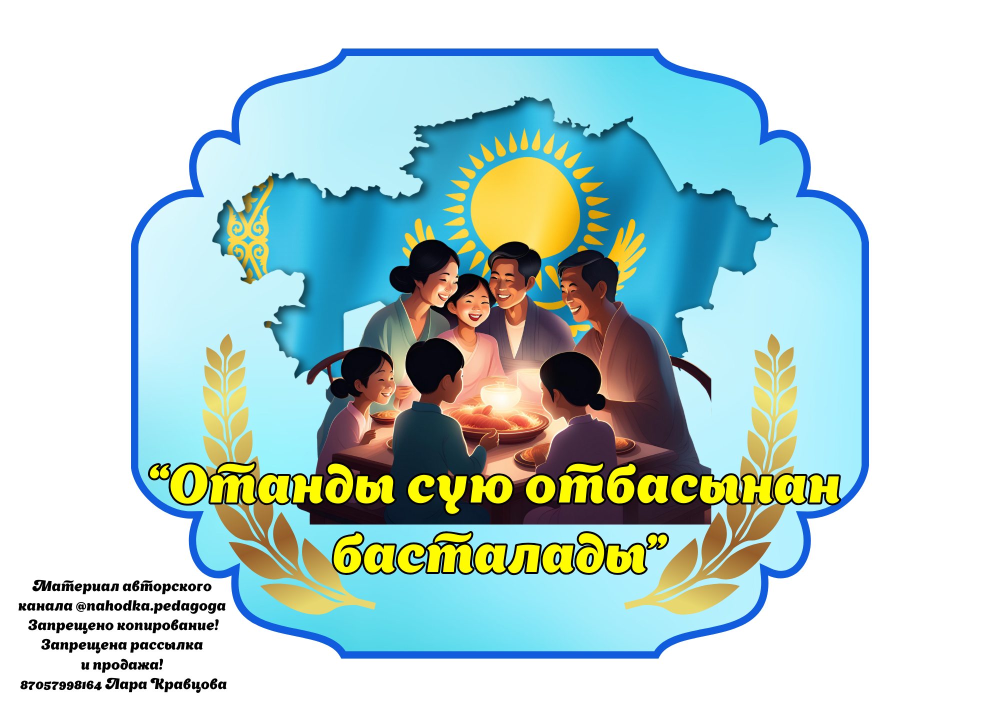 “Отанды сүю отбасынан
басталады”
Материал авторского
канала @nahodka.pedagoga
Запрещено копирование!
Запрещена рассылка
и продажа!
87057998164 Лара Кравцова